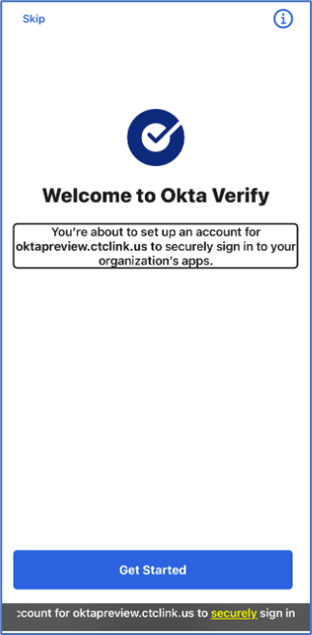 Skip
Welcome to Okta Verify
You're about to set up an account for
oktapreview.ctclink.us to securely sign in to your
organization's apps.
Get Started
ccount for oktapreview.ctclink.us to securely sign in